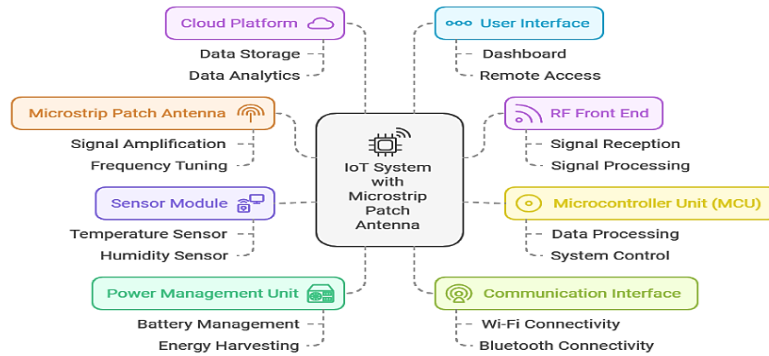 Cloud Platform
Data Storage
Data Analytics
User Interface
Dashboard
Remote Access
Microstrip Patch Antenna
Signal Amplification
Frequency Tuning
RF Front End
Signal Reception
Signal Processing
IoT System
with
Microstrip
Patch
Antenna
Sensor Module
Temperature Sensor
Humidity Sensor
Microcontroller Unit (MCU)
Data Processing
System Control
Power Management Unit
Battery Management
Energy Harvesting
Communication Interface
Wi-Fi Connectivity
Bluetooth Connectivity